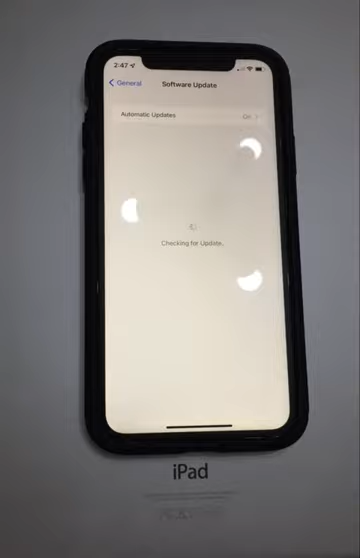 2:47
General
Software Update
Automatic Updates
On
Checking for Update.
iPad